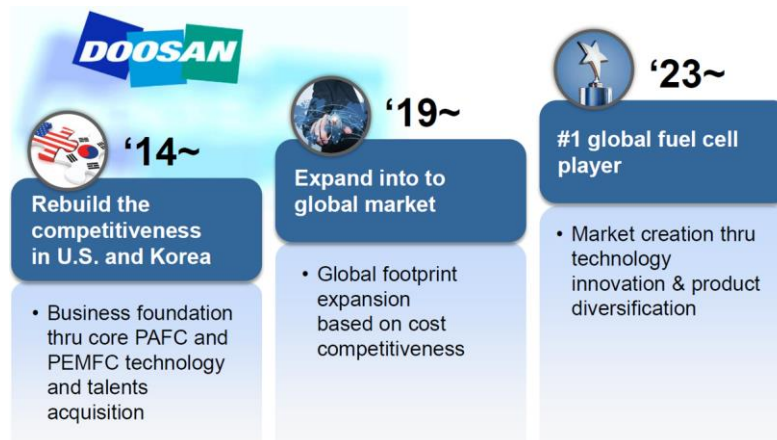 DOOSAN
‘14~
Rebuild the
competitiveness
in U.S. and Korea
• Business foundation
thru core PAFC and
PEMFC technology
and talents
acquisition
‘19~
Expand into to
global market
• Global footprint
expansion
based on cost
competitiveness
‘23~
#1 global fuel cell
player
• Market creation thru
technology
innovation & product
diversification